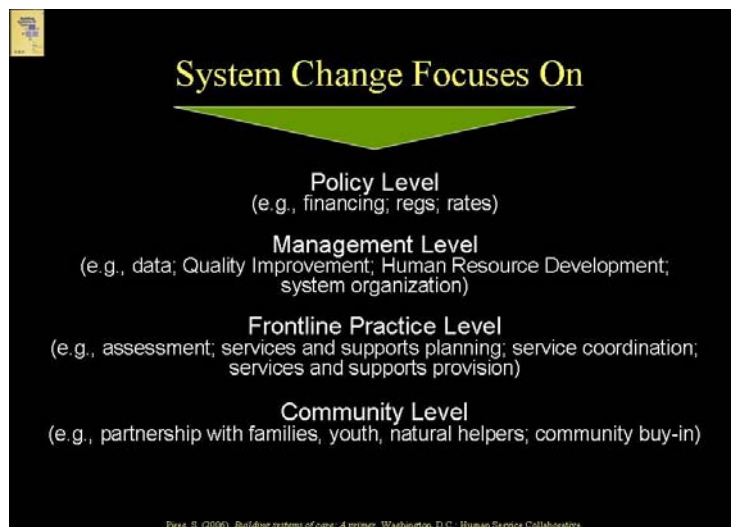 System Change Focuses On
Policy Level
(e.g., financing; regs; rates)
Management Level
(e.g., data; Quality Improvement; Human Resource Development;
system organization)
Frontline Practice Level
(e.g., assessment; services and supports planning; service coordination;
services and supports provision)
Community Level
(e.g., partnership with families, youth, natural helpers; community buy-in)
Pires, S. (2006). Building systems of care: A primer. Washington, D.C.: Human Service Collaborative.